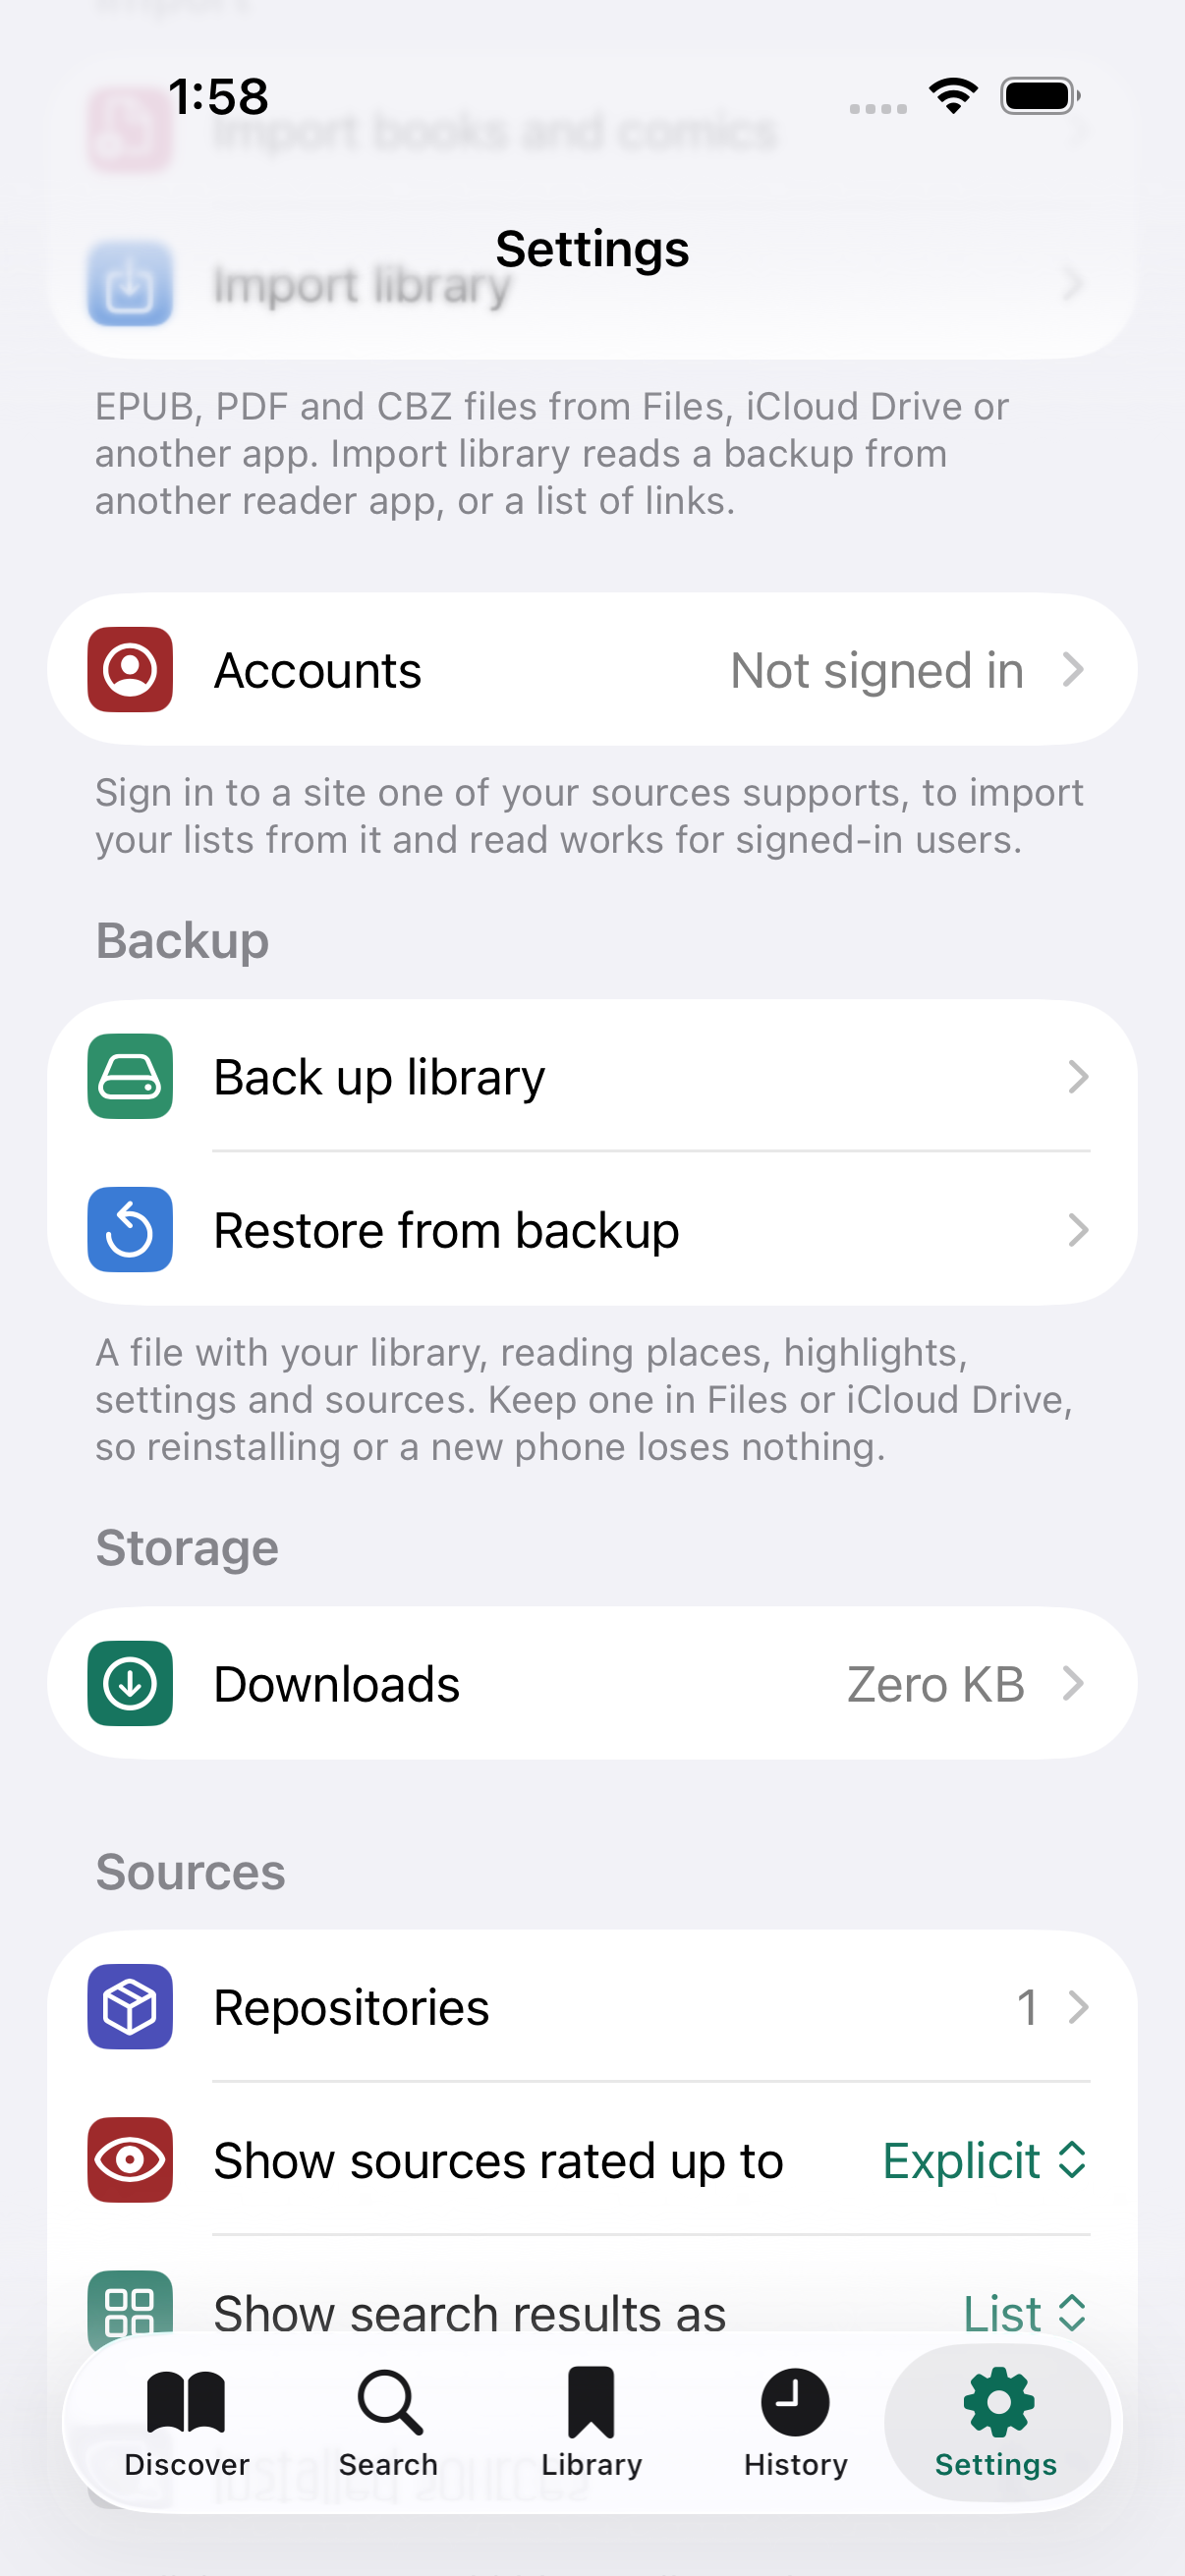 1:58
Import books and comics
Settings
Import library
EPUB, PDF and CBZ files from Files, iCloud Drive or
another app. Import library reads a backup from
another reader app, or a list of links.
Accounts
Not signed in
Sign in to a site one of your sources supports, to import
your lists from it and read works for signed-in users.
Backup
Back up library
Restore from backup
A file with your library, reading places, highlights,
settings and sources. Keep one in Files or iCloud Drive,
so reinstalling or a new phone loses nothing.
Storage
Downloads
Zero KB
Sources
Repositories
1
Show sources rated up to
Explicit
Show search results as
List
Discover
Search
Library
History
Settings